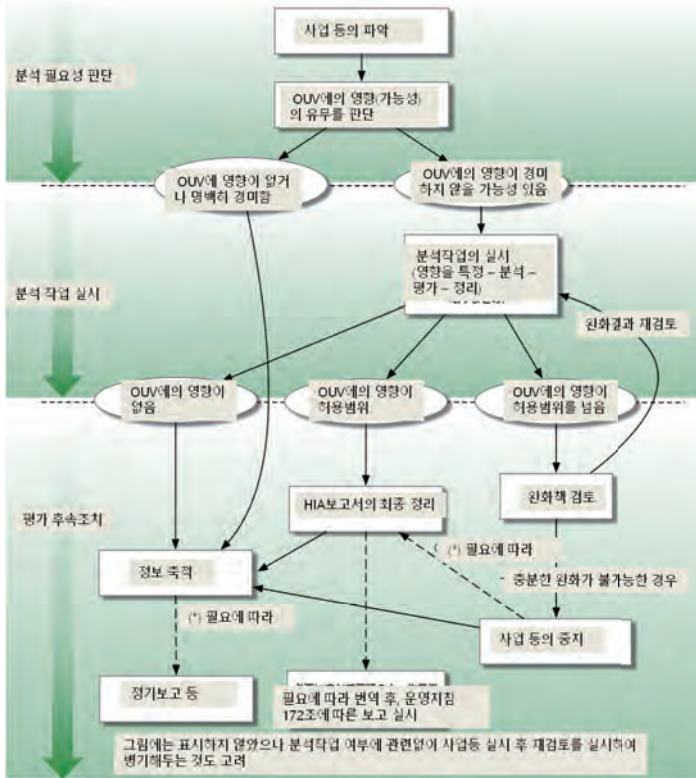 사업 등의 파악
분석 필요성 판단
OUV에의 영향(가능성)
의 유무를 판단
OUV에 영향이 없거
나 명백히 경미함
OUV에의 영향이 경미
하지 않을 가능성 있음
분석작업의 실시
(영향을 특정 – 분석 –
평가 – 정리)
분석 작업 실시
완화결과 재검토
OUV에의 영향이
없음
OUV에의 영향이
허용범위
OUV에의 영향이
허용범위를 넘음
HIA보고서의 최종 정리
완화책 검토
평가 후속조치
(*) 필요에 따라
정보 축적
충분한 완화가 불가능한 경우
(*) 필요에 따라
사업 등의 중지
정기보고 등
필요에 따라 번역 후, 운영지침
172조에 따른 보고 실시
그림에는 표시하지 않았으나 분석작업 여부에 관련없이 사업등 실시 후 재검토를 실시하여
병기해두는 것도 고려